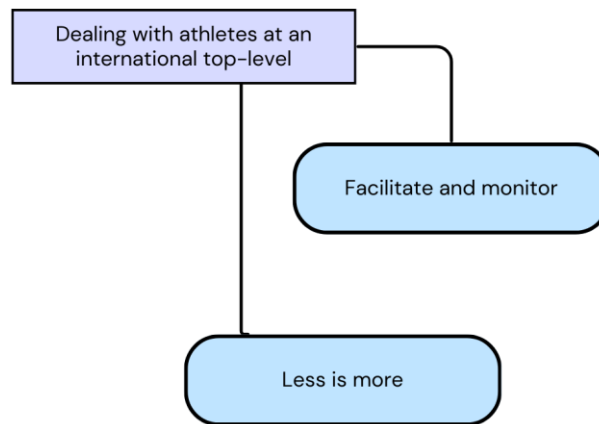 Dealing with athletes at an
international top-level
Facilitate and monitor
Less is more